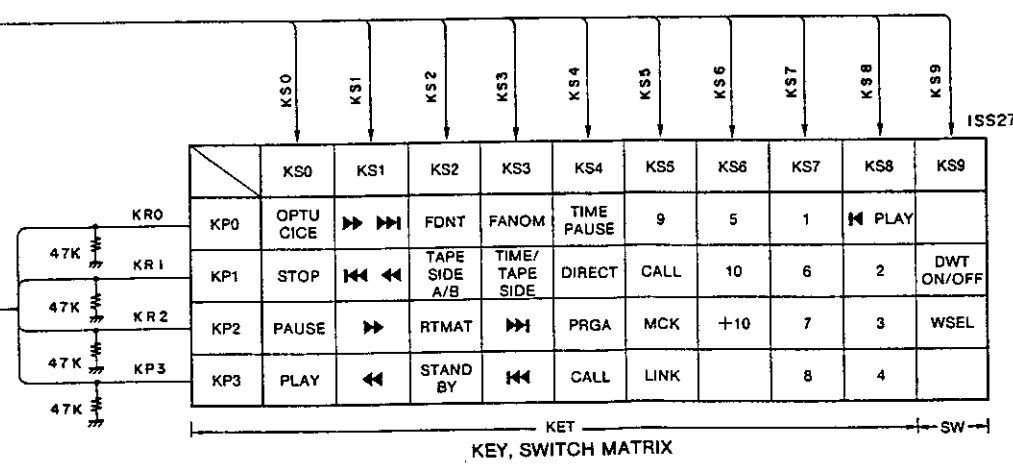 KS0 KS1 KS2 KS3 KS4 KS5 KS6 KS7 KS8 KS9
ISS27
KS0 KS1 KS2 KS3 KS4 KS5 KS6 KS7 KS8 KS9
KR0 KP0 OPTU CICE ▶▶ ▶▶| FDNT FANOM TIME PAUSE 9 5 1 |◀ PLAY
47K
KR1 KP1 STOP |◀◀ ◀◀ TAPE SIDE A/B TIME/ TAPE SIDE DIRECT CALL 10 6 2 DWT ON/OFF
47K
KR2 KP2 PAUSE ▶▶ RTMAT ▶▶| PRGA MCK +10 7 3 WSEL
47K
KP3 KP3 PLAY ◀◀ STAND BY |◀◀ CALL LINK 8 4
47K
KET SW
KEY, SWITCH MATRIX